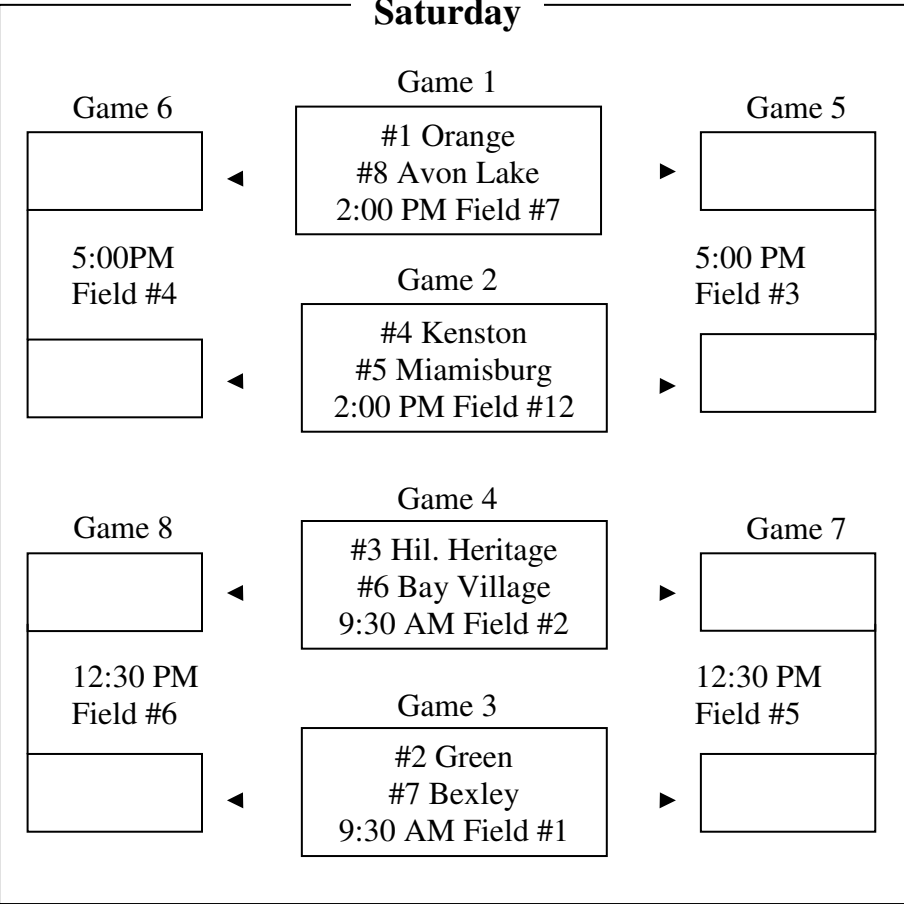 Saturday
Game 1
Game 6
Game 5
#1 Orange
#8 Avon Lake
2:00 PM Field #7
5:00PM
Field #4
5:00 PM
Field #3
Game 2
#4 Kenston
#5 Miamisburg
2:00 PM Field #12
Game 4
Game 8
Game 7
#3 Hil. Heritage
#6 Bay Village
9:30 AM Field #2
12:30 PM
Field #6
12:30 PM
Field #5
Game 3
#2 Green
#7 Bexley
9:30 AM Field #1